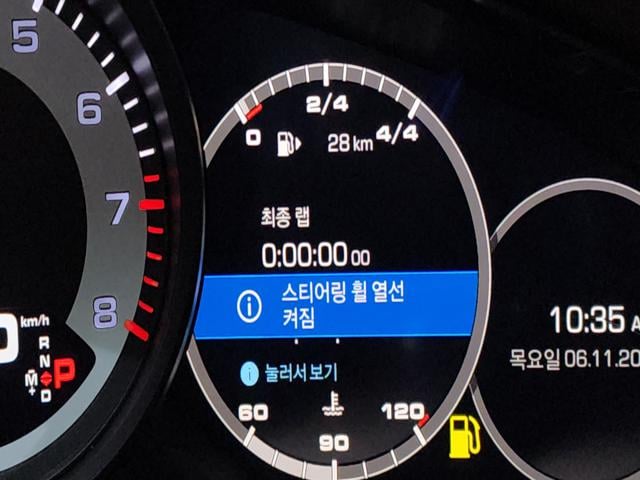 5
6
7
8
km/h
R
N
M
P
+
D
0
2/4
4/4
28 km
최종 랩
0:00:00 00
스티어링 휠 열선
켜짐
눌러서 보기
60
90
120
10:35
목요일 06.11.20